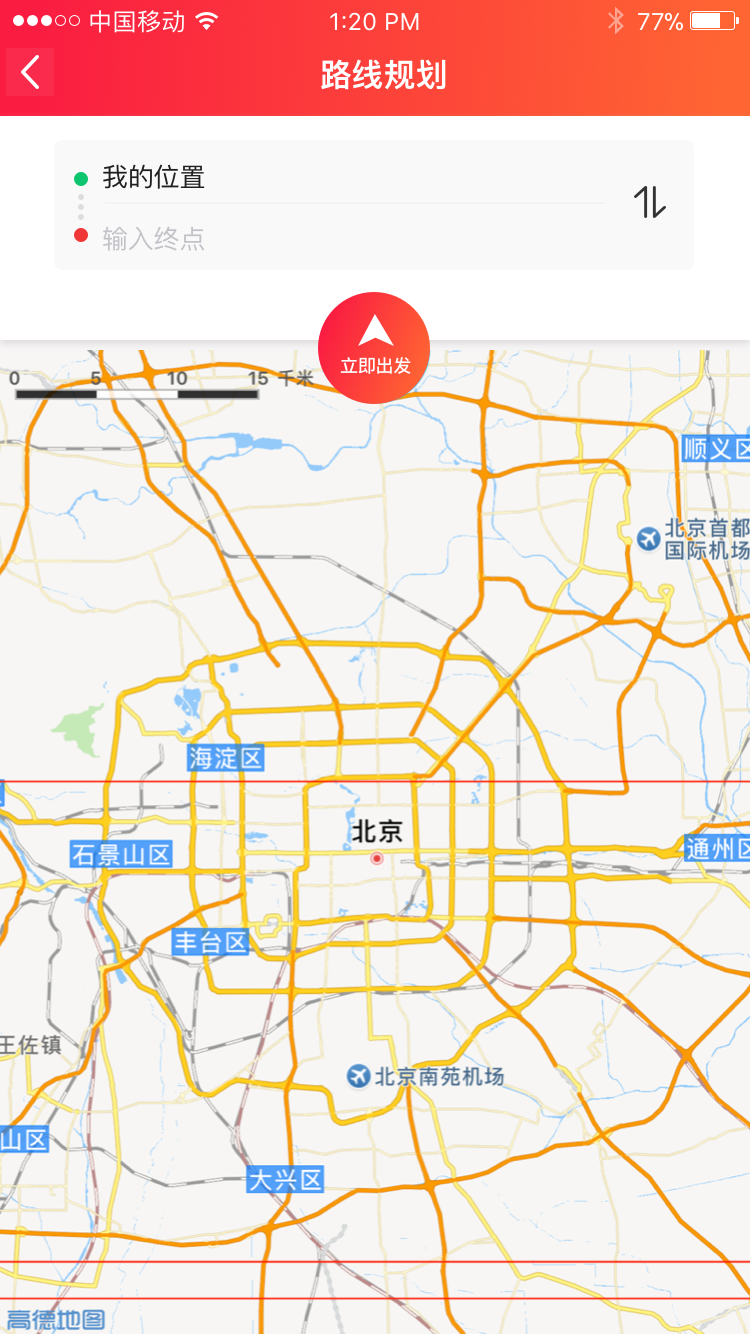 中国移动 1:20 PM 77%
路线规划
我的位置
输入终点
立即出发
0 5 10 15 千米
顺义区
北京首都
国际机场
海淀区
北京
石景山区
通州区
丰台区
王佐镇
北京南苑机场
山区
大兴区
高德地图